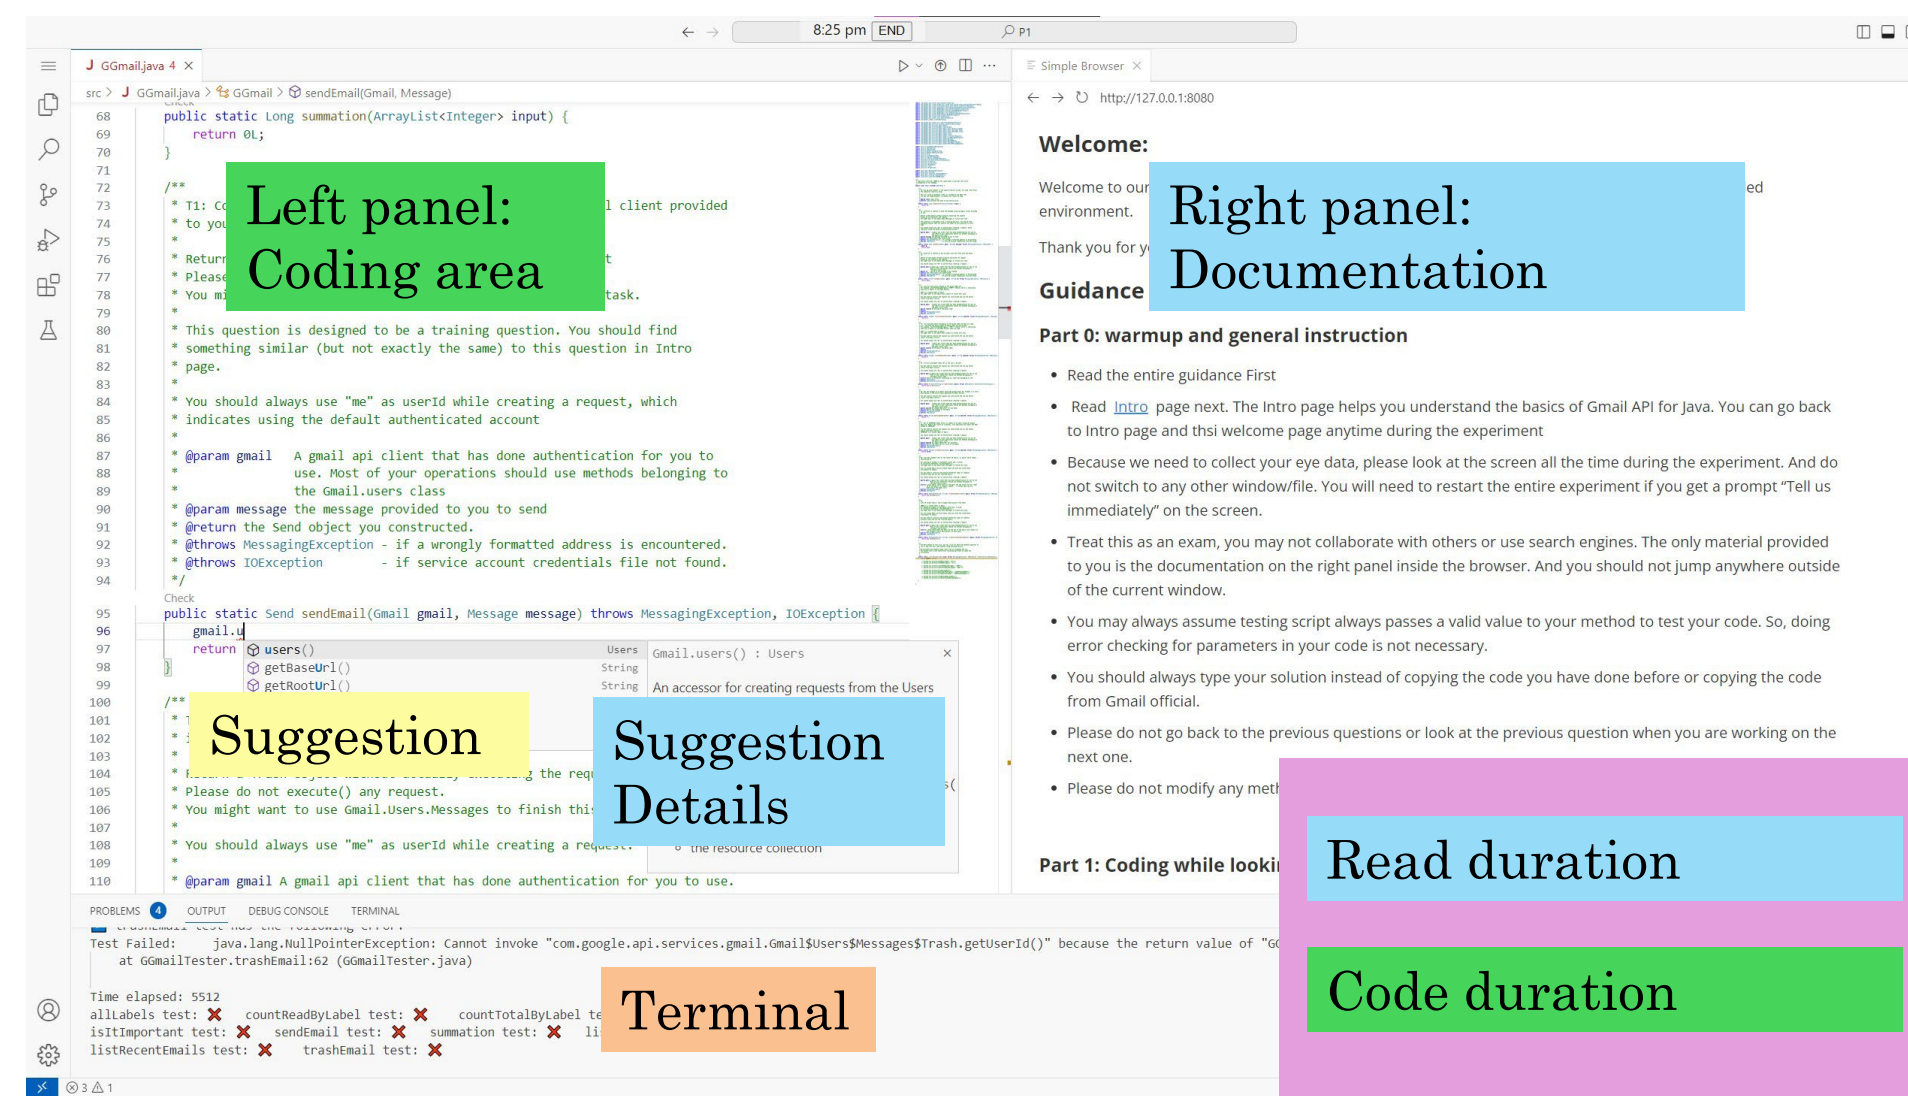 8:25 pm END
P1
J GGmail.java 4 ×
src > J GGmail.java > GGmail > sendEmail(Gmail, Message)
Check
68 public static Long summation(ArrayList<Integer> input) {
69 return 0L;
70 }
71
72 /**
73 * T1: Co l client provided
74 * to you
75 *
76 * Return t
77 * Please
78 * You mi task.
79 *
80 * This question is designed to be a training question. You should find
81 * something similar (but not exactly the same) to this question in Intro
82 * page.
83 *
84 * You should always use "me" as userId while creating a request, which
85 * indicates using the default authenticated account
86 *
87 * @param gmail A gmail api client that has done authentication for you to
88 * use. Most of your operations should use methods belonging to
89 * the Gmail.users class
90 * @param message the message provided to you to send
91 * @return the Send object you constructed.
92 * @throws MessagingException - if a wrongly formatted address is encountered.
93 * @throws IOException - if service account credentials file not found.
94 */
Check
95 public static Send sendEmail(Gmail gmail, Message message) throws MessagingException, IOException {
96 gmail.u
97 return
98 }
99
100 /**
101 *
102 *
103 *
104 * the requ
105 * Please do not execute() any request.
106 * You might want to use Gmail.Users.Messages to finish this
107 *
108 * You should always use "me" as userId while creating a request.
109 *
110 * @param gmail A gmail api client that has done authentication for you to use.
users() Users
getBaseUrl() String
getRootUrl() String
Gmail.users() : Users ×
An accessor for creating requests from the Users
s(
the resource collection
Left panel:
Coding area
Suggestion
Suggestion
Details
Simple Browser ×
http://127.0.0.1:8080
Welcome:
Welcome to our ed
environment.
Thank you for y
Guidance
Right panel:
Documentation
Part 0: warmup and general instruction
• Read the entire guidance First
• Read Intro page next. The Intro page helps you understand the basics of Gmail API for Java. You can go back
to Intro page and thsi welcome page anytime during the experiment
• Because we need to collect your eye data, please look at the screen all the time during the experiment. And do
not switch to any other window/file. You will need to restart the entire experiment if you get a prompt “Tell us
immediately” on the screen.
• Treat this as an exam, you may not collaborate with others or use search engines. The only material provided
to you is the documentation on the right panel inside the browser. And you should not jump anywhere outside
of the current window.
• You may always assume testing script always passes a valid value to your method to test your code. So, doing
error checking for parameters in your code is not necessary.
• You should always type your solution instead of copying the code you have done before or copying the code
from Gmail official.
• Please do not go back to the previous questions or look at the previous question when you are working on the
next one.
• Please do not modify any meth
Part 1: Coding while looki
Read duration
Code duration
PROBLEMS 4 OUTPUT DEBUG CONSOLE TERMINAL
trashEmail test has the following error:
Test Failed: java.lang.NullPointerException: Cannot invoke "com.google.api.services.gmail.Gmail$Users$Messages$Trash.getUserId()" because the return value of "GG
at GGmailTester.trashEmail:62 (GGmailTester.java)
Time elapsed: 5512
allLabels test: ❌ countReadByLabel test: ❌ countTotalByLabel te
isItImportant test: ❌ sendEmail test: ❌ summation test: ❌ li
listRecentEmails test: ❌ trashEmail test: ❌
Terminal
3 1